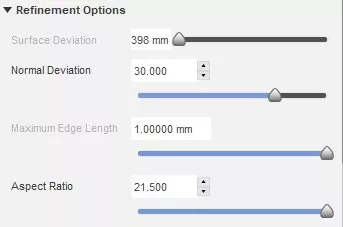 Refinement Options
Surface Deviation 398 mm
Normal Deviation 30.000
Maximum Edge Length 1.00000 mm
Aspect Ratio 21.500